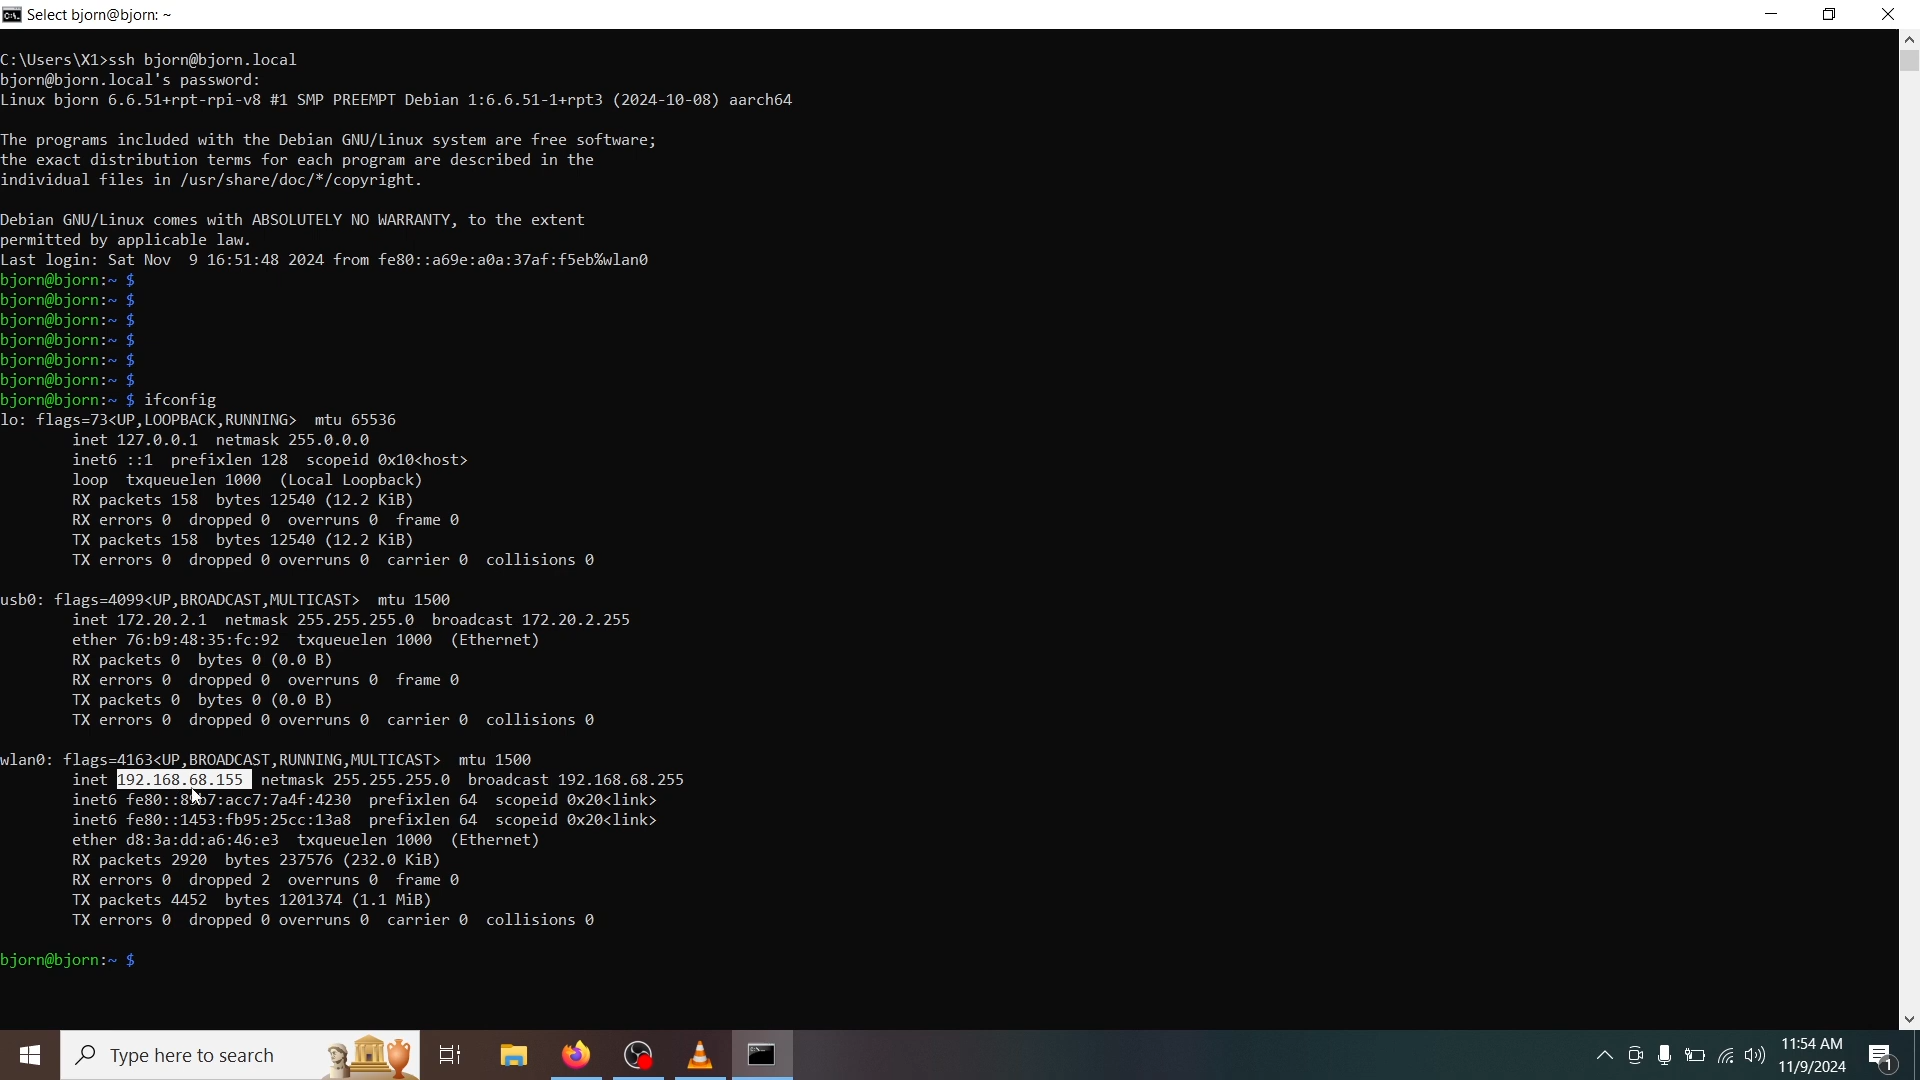 Select bjorn@bjorn: ~
C:\Users\X1>ssh bjorn@bjorn.local
bjorn@bjorn.local's password:
Linux bjorn 6.6.51+rpt-rpi-v8 #1 SMP PREEMPT Debian 1:6.6.51-1+rpt3 (2024-10-08) aarch64
The programs included with the Debian GNU/Linux system are free software;
the exact distribution terms for each program are described in the
individual files in /usr/share/doc/*/copyright.
Debian GNU/Linux comes with ABSOLUTELY NO WARRANTY, to the extent
permitted by applicable law.
Last login: Sat Nov  9 16:51:48 2024 from fe80::a69e:a0a:37af:f5eb%wlan0
bjorn@bjorn:~ $
bjorn@bjorn:~ $
bjorn@bjorn:~ $
bjorn@bjorn:~ $
bjorn@bjorn:~ $
bjorn@bjorn:~ $
bjorn@bjorn:~ $ ifconfig
lo: flags=73<UP,LOOPBACK,RUNNING>  mtu 65536
inet 127.0.0.1  netmask 255.0.0.0
inet6 ::1  prefixlen 128  scopeid 0x10<host>
loop  txqueuelen 1000  (Local Loopback)
RX packets 158  bytes 12540 (12.2 KiB)
RX errors 0  dropped 0  overruns 0  frame 0
TX packets 158  bytes 12540 (12.2 KiB)
TX errors 0  dropped 0 overruns 0  carrier 0  collisions 0
usb0: flags=4099<UP,BROADCAST,MULTICAST>  mtu 1500
inet 172.20.2.1  netmask 255.255.255.0  broadcast 172.20.2.255
ether 76:b9:48:35:fc:92  txqueuelen 1000  (Ethernet)
RX packets 0  bytes 0 (0.0 B)
RX errors 0  dropped 0  overruns 0  frame 0
TX packets 0  bytes 0 (0.0 B)
TX errors 0  dropped 0 overruns 0  carrier 0  collisions 0
wlan0: flags=4163<UP,BROADCAST,RUNNING,MULTICAST>  mtu 1500
inet 192.168.68.155  netmask 255.255.255.0  broadcast 192.168.68.255
inet6 prefixlen 64  scopeid 0x20<link>
inet6 fe80::1453:fb95:25cc:13a8  prefixlen 64  scopeid 0x20<link>
ether d8:3a:dd:a6:46:e3  txqueuelen 1000  (Ethernet)
RX packets 2920  bytes 237576 (232.0 KiB)
RX errors 0  dropped 2  overruns 0  frame 0
TX packets 4452  bytes 1201374 (1.1 MiB)
TX errors 0  dropped 0 overruns 0  carrier 0  collisions 0
bjorn@bjorn:~ $
Type here to search
11:54 AM
11/9/2024
1